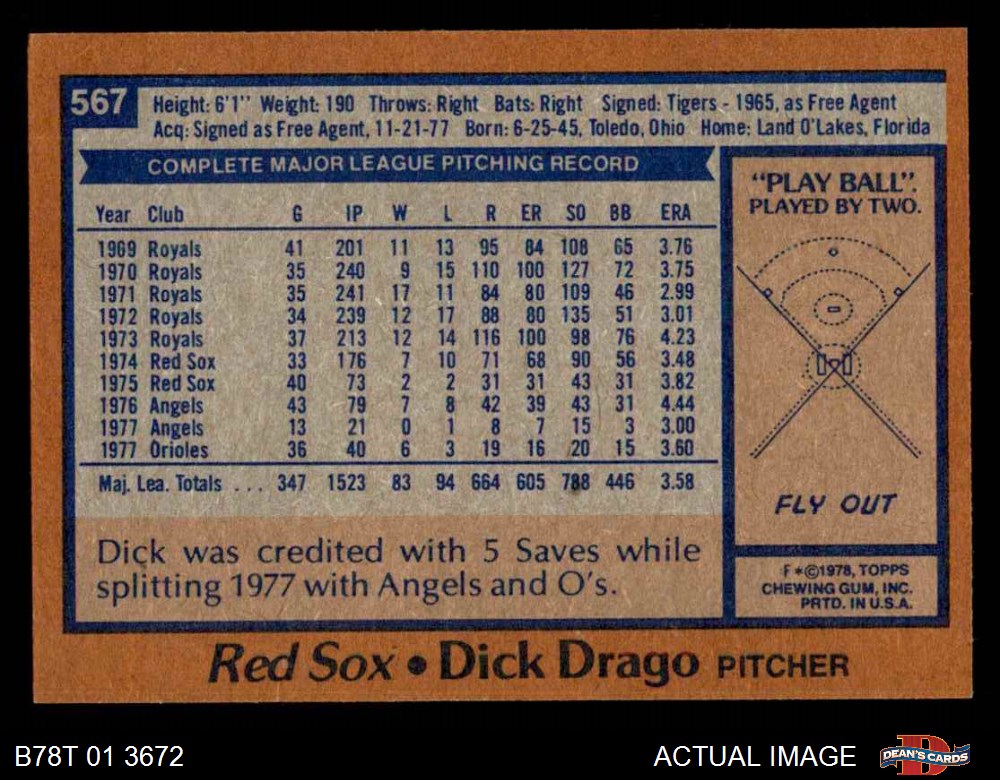 567
Height: 6'1" Weight: 190 Throws: Right Bats: Right Signed: Tigers - 1965, as Free Agent
Acq: Signed as Free Agent, 11-21-77 Born: 6-25-45, Toledo, Ohio Home: Land O'Lakes, Florida
COMPLETE MAJOR LEAGUE PITCHING RECORD
Year Club G IP W L R ER SO BB ERA
1969 Royals 41 201 11 13 95 84 108 65 3.76
1970 Royals 35 240 9 15 110 100 127 72 3.75
1971 Royals 35 241 17 11 84 80 109 46 2.99
1972 Royals 34 239 12 17 88 80 135 51 3.01
1973 Royals 37 213 12 14 116 100 98 76 4.23
1974 Red Sox 33 176 7 10 71 68 90 56 3.48
1975 Red Sox 40 73 2 2 31 31 43 31 3.82
1976 Angels 43 79 7 8 42 39 43 31 4.44
1977 Angels 13 21 0 1 8 7 15 3 3.00
1977 Orioles 36 40 6 3 19 16 20 15 3.60
Maj. Lea. Totals ... 347 1523 83 94 664 605 788 446 3.58
Dick was credited with 5 Saves while
splitting 1977 with Angels and O's.
"PLAY BALL".
PLAYED BY TWO.
FLY OUT
F*©1978, TOPPS
CHEWING GUM, INC.
PRTD. IN U.S.A.
Red Sox • Dick Drago PITCHER
B78T 01 3672
ACTUAL IMAGE
DEAN'S CARDS